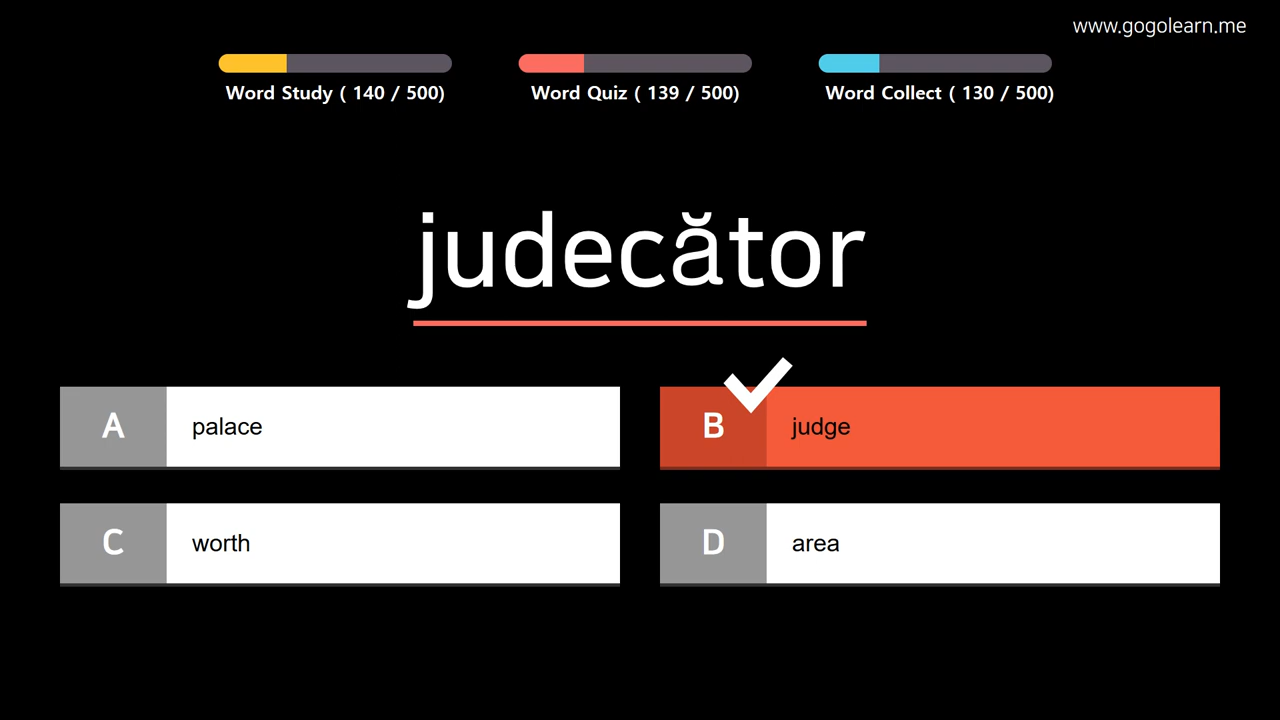 www.gogolearn.me
Word Study ( 140 / 500)
Word Quiz ( 139 / 500)
Word Collect ( 130 / 500)
judecător
A palace
B judge
C worth
D area